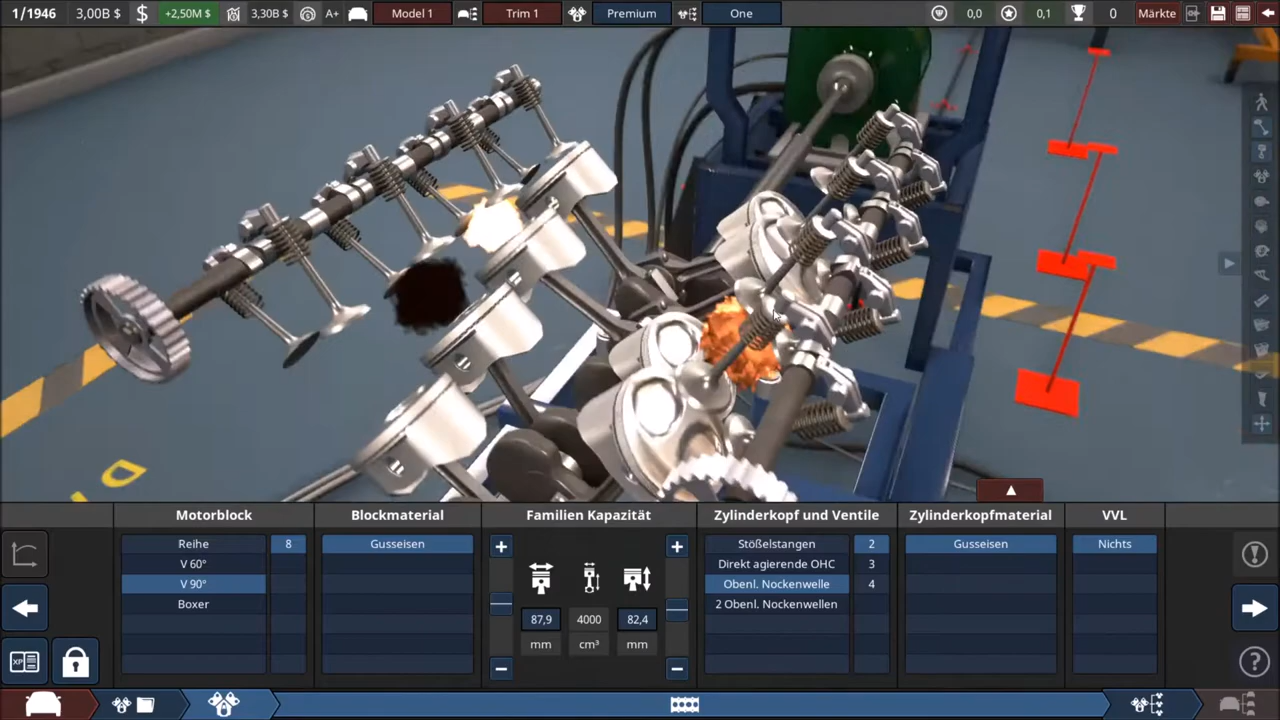 1/1946 3,00B $ $ +2,50M $ 3,30B $ A+ Model 1 Trim 1 Premium One 0,0 0,1 0 Märkte
Motorblock Blockmaterial Familien Kapazität Zylinderkopf und Ventile Zylinderkopfmaterial VVL
Reihe 8 Gusseisen + + Stößelstangen 2 Gusseisen Nichts
V 60° Direkt agierende OHC 3
V 90° Obenl. Nockenwelle 4
Boxer 2 Obenl. Nockenwellen
87,9 4000 82,4
mm cm³ mm
XP